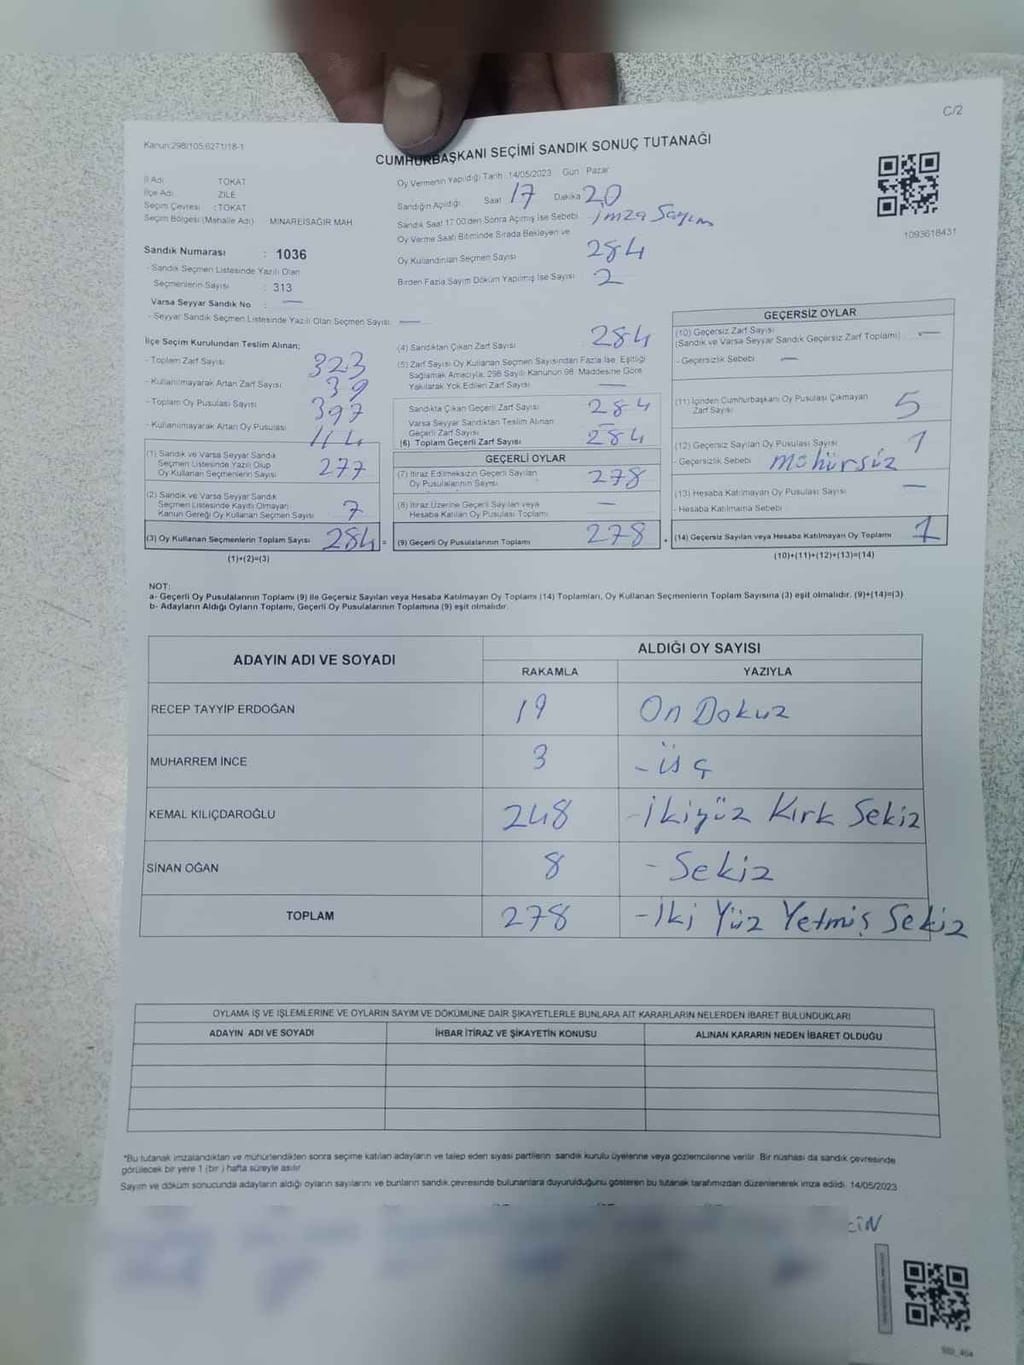 C/2
Kanun:298/105.6271/18-1
CUMHURBAŞKANI SEÇİMİ SANDIK SONUÇ TUTANAĞI
İl Adı TOKAT
İlçe Adı ZİLE
Seçim Çevresi : TOKAT
Seçim Bölgesi (Mahalle Adı) MİNAREİSAĞIR MAH.
Sandık Numarası : 1036
- Sandık Seçmen Listesinde Yazılı Olan
Seçmenlerin Sayısı : 313
Varsa Seyyar Sandık No : —
- Seyyar Sandık Seçmen Listesinde Yazılı Olan Seçmen Sayısı: —
Oy Vermenin Yapıldığı Tarih :14/05/2023 Gün : Pazar
Sandığın Açıldığı Saat 17 Dakika 20
Sandık Saat 17:00'den Sonra Açılmış İse Sebebi imza Sayım
Oy Verme Saati Bitiminde Sırada Bekleyen ve
Oy Kullandırılan Seçmen Sayısı 284
Birden Fazla Sayım Döküm Yapılmış İse Sayısı 2
1093618431
İlçe Seçim Kurulundan Teslim Alınan;
- Toplam Zarf Sayısı 323
- Kullanılmayarak Artan Zarf Sayısı 39
- Toplam Oy Pusulası Sayısı 397
- Kullanılmayarak Artan Oy Pusulası
(1) Sandık ve Varsa Seyyar Sandık
Seçmen Listesinde Yazılı Olup
Oy Kullanan Seçmenlerin Sayısı 277
(2) Sandık ve Varsa Seyyar Sandık
Seçmen Listesinde Kayıtlı Olmayan
Kanun Gereği Oy Kullanan Seçmen Sayısı 7
(3) Oy Kullanan Seçmenlerin Toplam Sayısı 284 =
(1)+(2)=(3)
(4) Sandıktan Çıkan Zarf Sayısı 284
(5) Zarf Sayısı Oy Kullanan Seçmen Sayısından Fazla İse, Eşitliği
Sağlamak Amacıyla, 298 Sayılı Kanunun 98. Maddesine Göre
Yakılarak Yok Edilen Zarf Sayısı —
Sandıkta Çıkan Geçerli Zarf Sayısı 284
Varsa Seyyar Sandıktan Teslim Alınan
Geçerli Zarf Sayısı —
(6) Toplam Geçerli Zarf Sayısı 284
GEÇERLİ OYLAR
(7) İtiraz Edilmeksizin Geçerli Sayılan
Oy Pusulalarının Sayısı 278
(8) İtiraz Üzerine Geçerli Sayılan veya
Hesaba Katılan Oy Pusulası Toplamı —
(9) Geçerli Oy Pusulalarının Toplamı 278
GEÇERSİZ OYLAR
(10) Geçersiz Zarf Sayısı
(Sandık ve Varsa Seyyar Sandık Geçersiz Zarf Toplamı) —
- Geçersizlik Sebebi —
(11) İçinden Cumhurbaşkanı Oy Pusulası Çıkmayan
Zarf Sayısı 5
(12) Geçersiz Sayılan Oy Pusulası Sayısı 1
- Geçersizlik Sebebi mühürsüz
(13) Hesaba Katılmayan Oy Pusulası Sayısı —
- Hesaba Katılmama Sebebi
(14) Geçersiz Sayılan veya Hesaba Katılmayan Oy Toplamı 1
(10)+(11)+(12)+(13)=(14)
NOT:
a- Geçerli Oy Pusulalarının Toplamı (9) ile Geçersiz Sayılan veya Hesaba Katılmayan Oy Toplamı (14) Toplamları, Oy Kullanan Seçmenlerin Toplam Sayısına (3) eşit olmalıdır. (9)+(14)=(3)
b- Adayların Aldığı Oyların Toplamı, Geçerli Oy Pusulalarının Toplamına (9) eşit olmalıdır.
ADAYIN ADI VE SOYADI ALDIĞI OY SAYISI
RAKAMLA YAZIYLA
RECEP TAYYİP ERDOĞAN 19 On Dokuz
MUHARREM İNCE 3 - üç
KEMAL KILIÇDAROĞLU 248 - İkiyüz Kırk Sekiz
SİNAN OĞAN 8 - Sekiz
TOPLAM 278 - İki Yüz Yetmiş Sekiz
OYLAMA İŞ VE İŞLEMLERİNE VE OYLARIN SAYIM VE DÖKÜMÜNE DAİR ŞİKAYETLERLE BUNLARA AİT KARARLARIN NELERDEN İBARET BULUNDUKLARI
ADAYIN ADI VE SOYADI İHBAR İTİRAZ VE ŞİKAYETİN KONUSU ALINAN KARARIN NEDEN İBARET OLDUĞU
*Bu tutanak imzalandıktan ve mühürlendikten sonra seçime katılan adayların ve talep eden siyasi partilerin sandık kurulu üyelerine veya gözlemcilerine verilir. Bir nüshası da sandık çevresinde
görülecek bir yere 1 (bir ) hafta süreyle asılır.
Sayım ve döküm sonucunda adayların aldığı oyların sayılarını ve bunların sandık çevresinde bulunanlara duyurulduğunu gösteren bu tutanak tarafımızdan düzenlenerek imza edildi. 14/05/2023